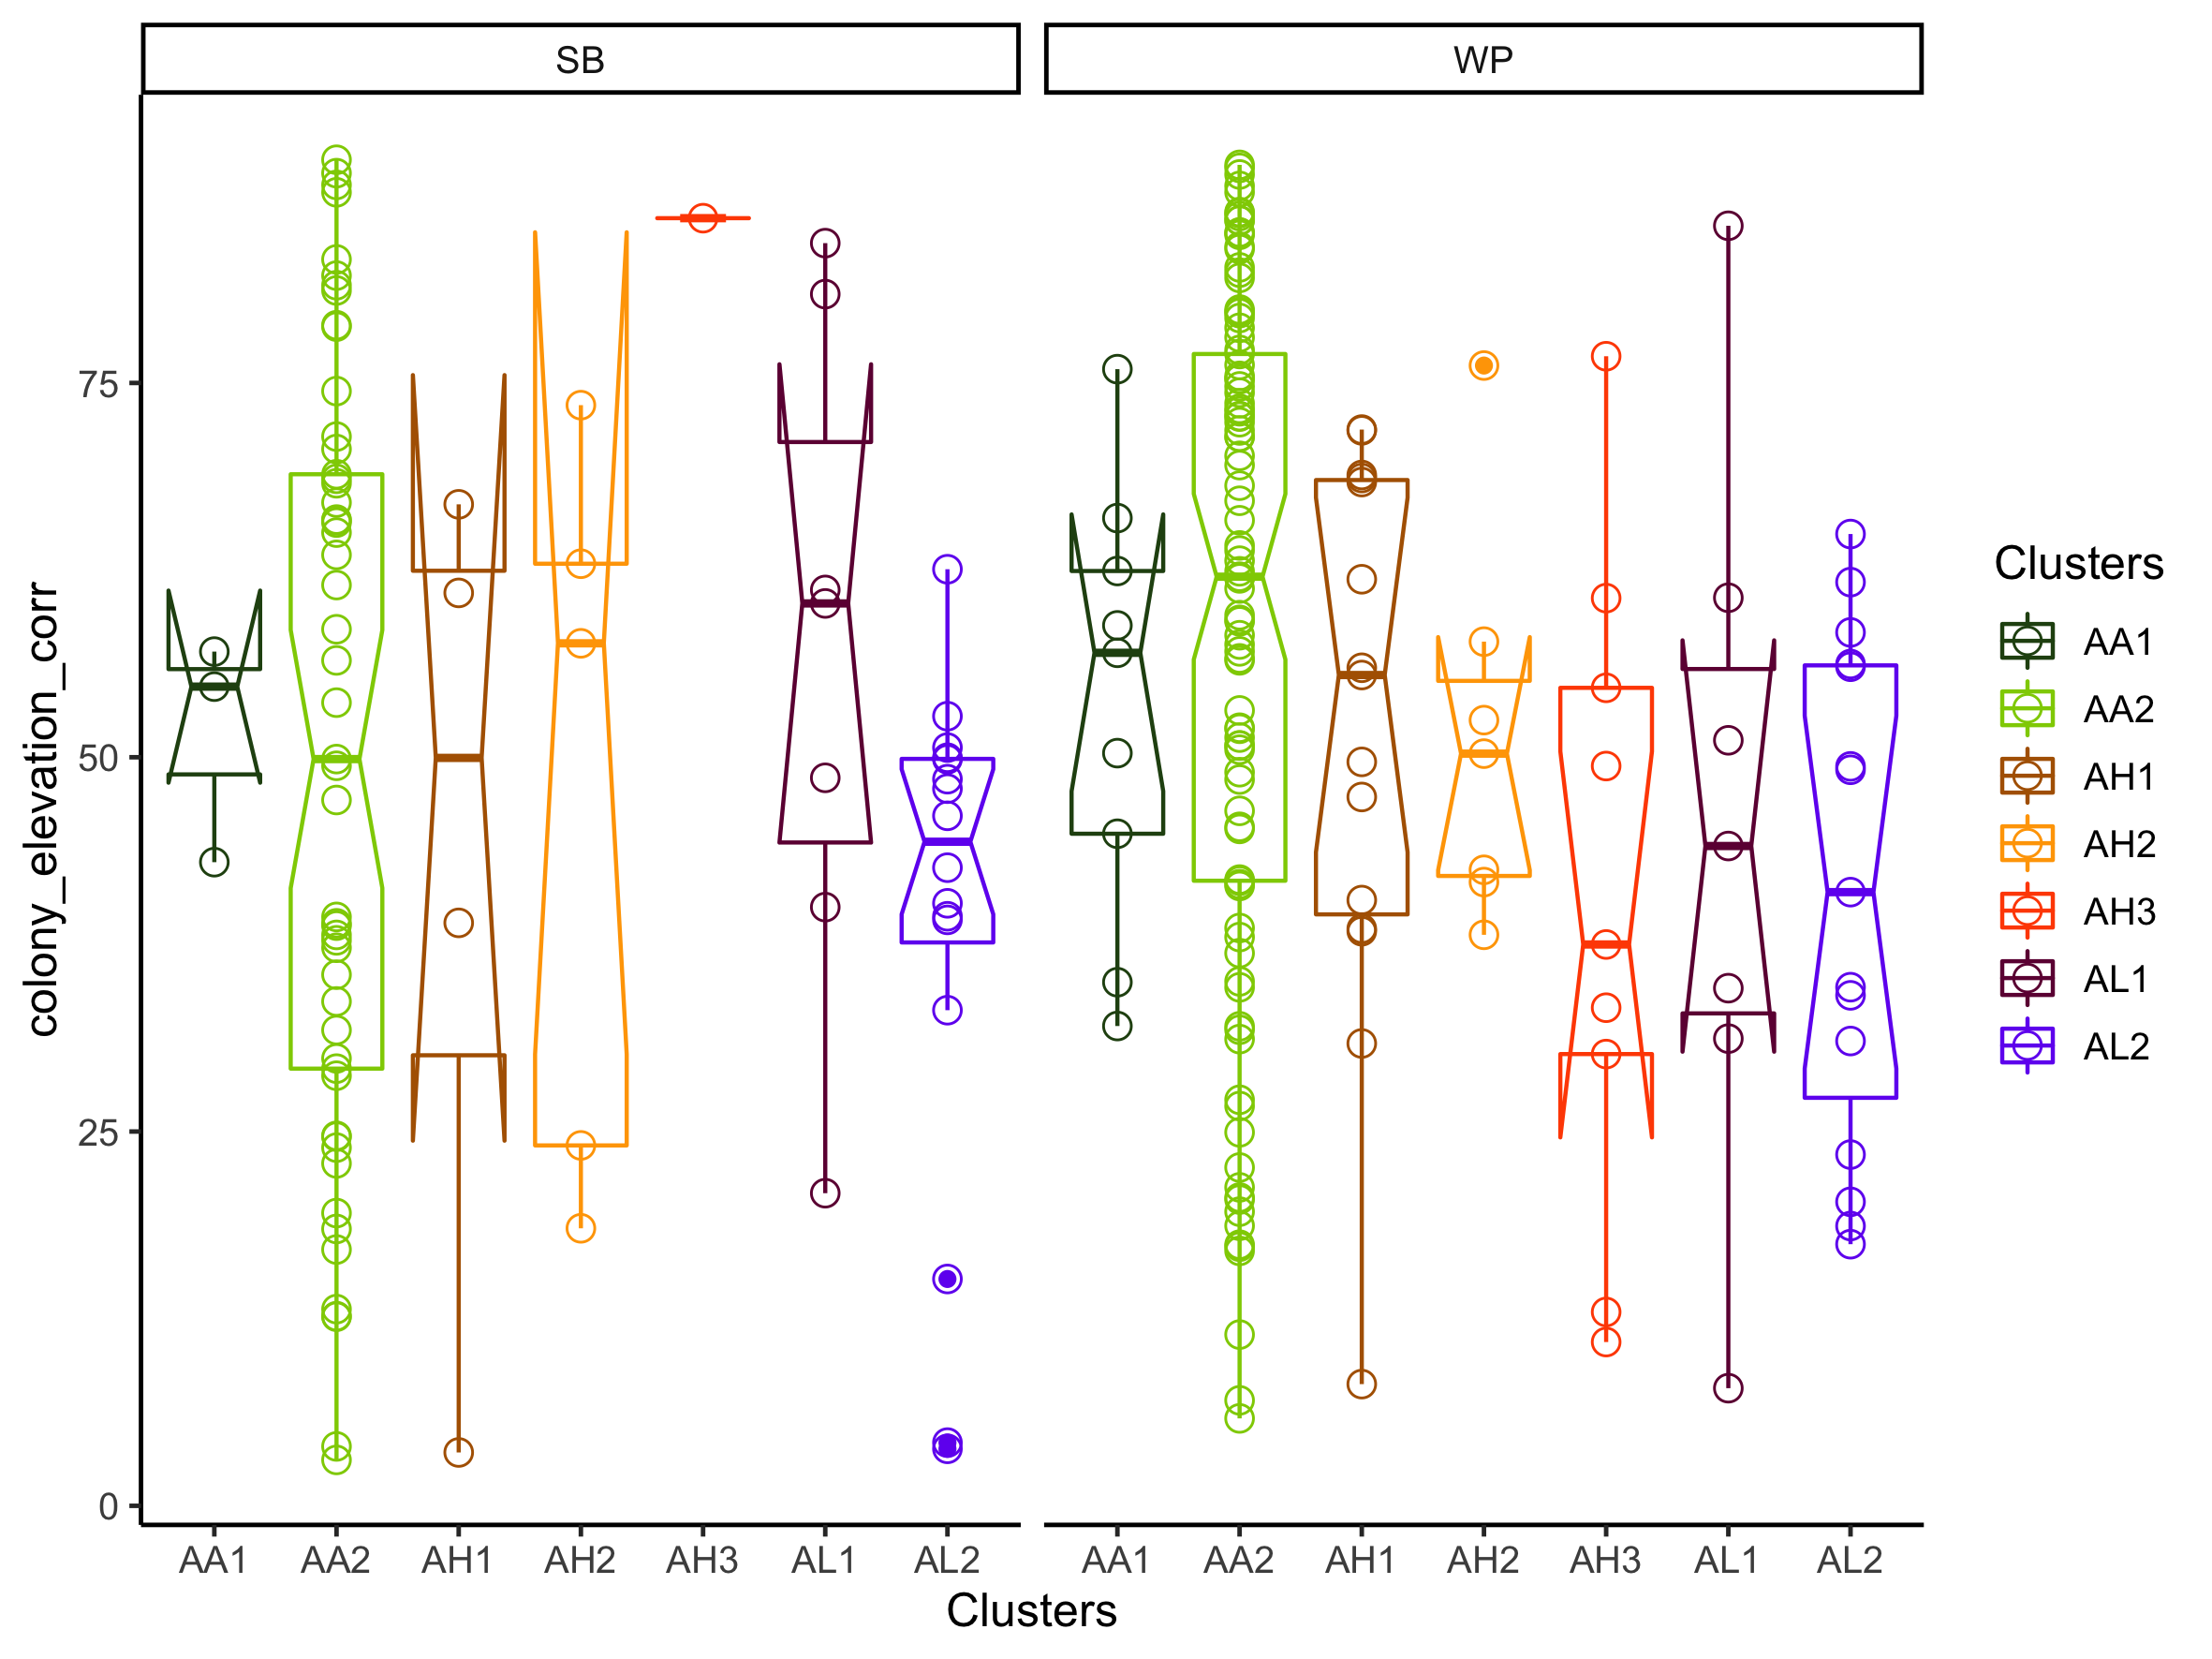 SB
WP
colony_elevation_corr
75
50
25
0
AA1
AA2
AH1
AH2
AH3
AL1
AL2
AA1
AA2
AH1
AH2
AH3
AL1
AL2
Clusters
Clusters
AA1
AA2
AH1
AH2
AH3
AL1
AL2